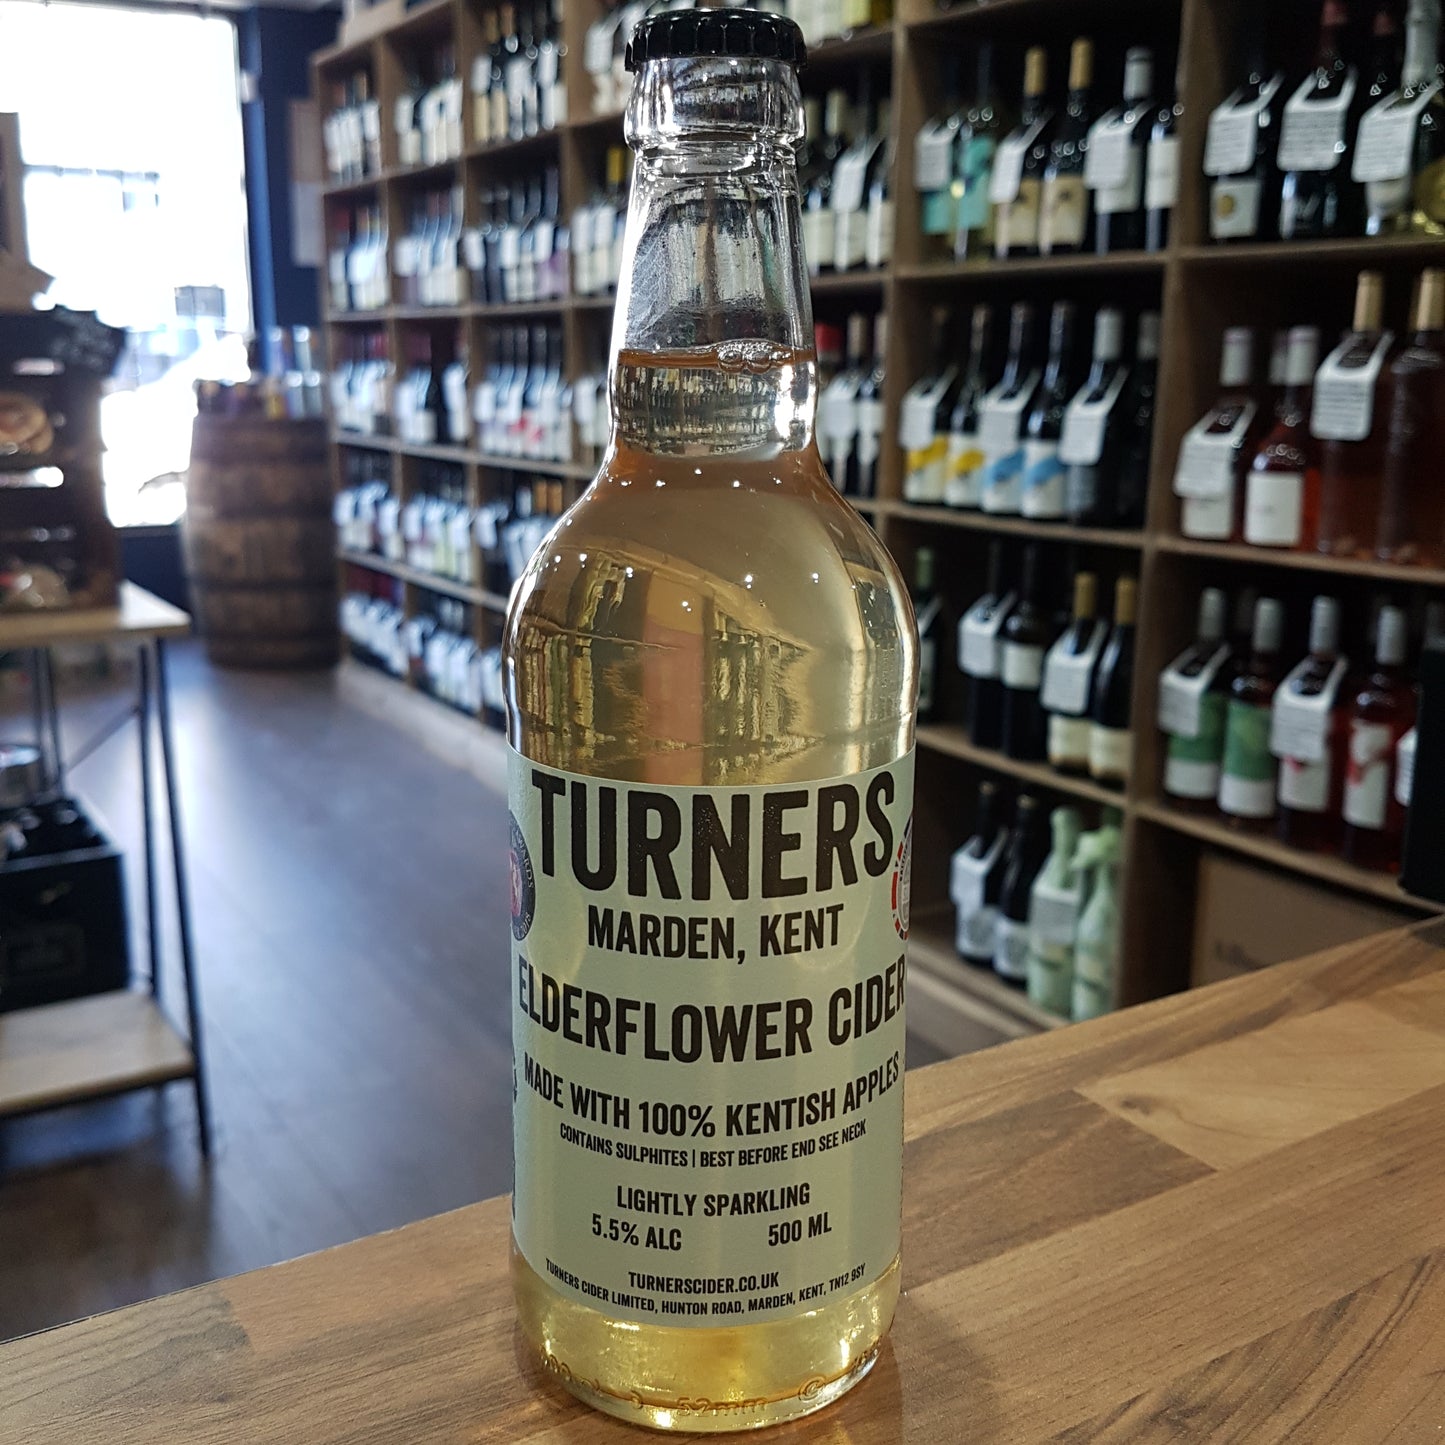 TURNERS
MARDEN, KENT
ELDERFLOWER CIDER
MADE WITH 100% KENTISH APPLES
CONTAINS SULPHITES | BEST BEFORE END SEE NECK
LIGHTLY SPARKLING
5.5% ALC 500 ML
TURNERSCIDER.CO.UK
TURNERS CIDER LIMITED, HUNTON ROAD, MARDEN, KENT, TN12 9SY
52mm